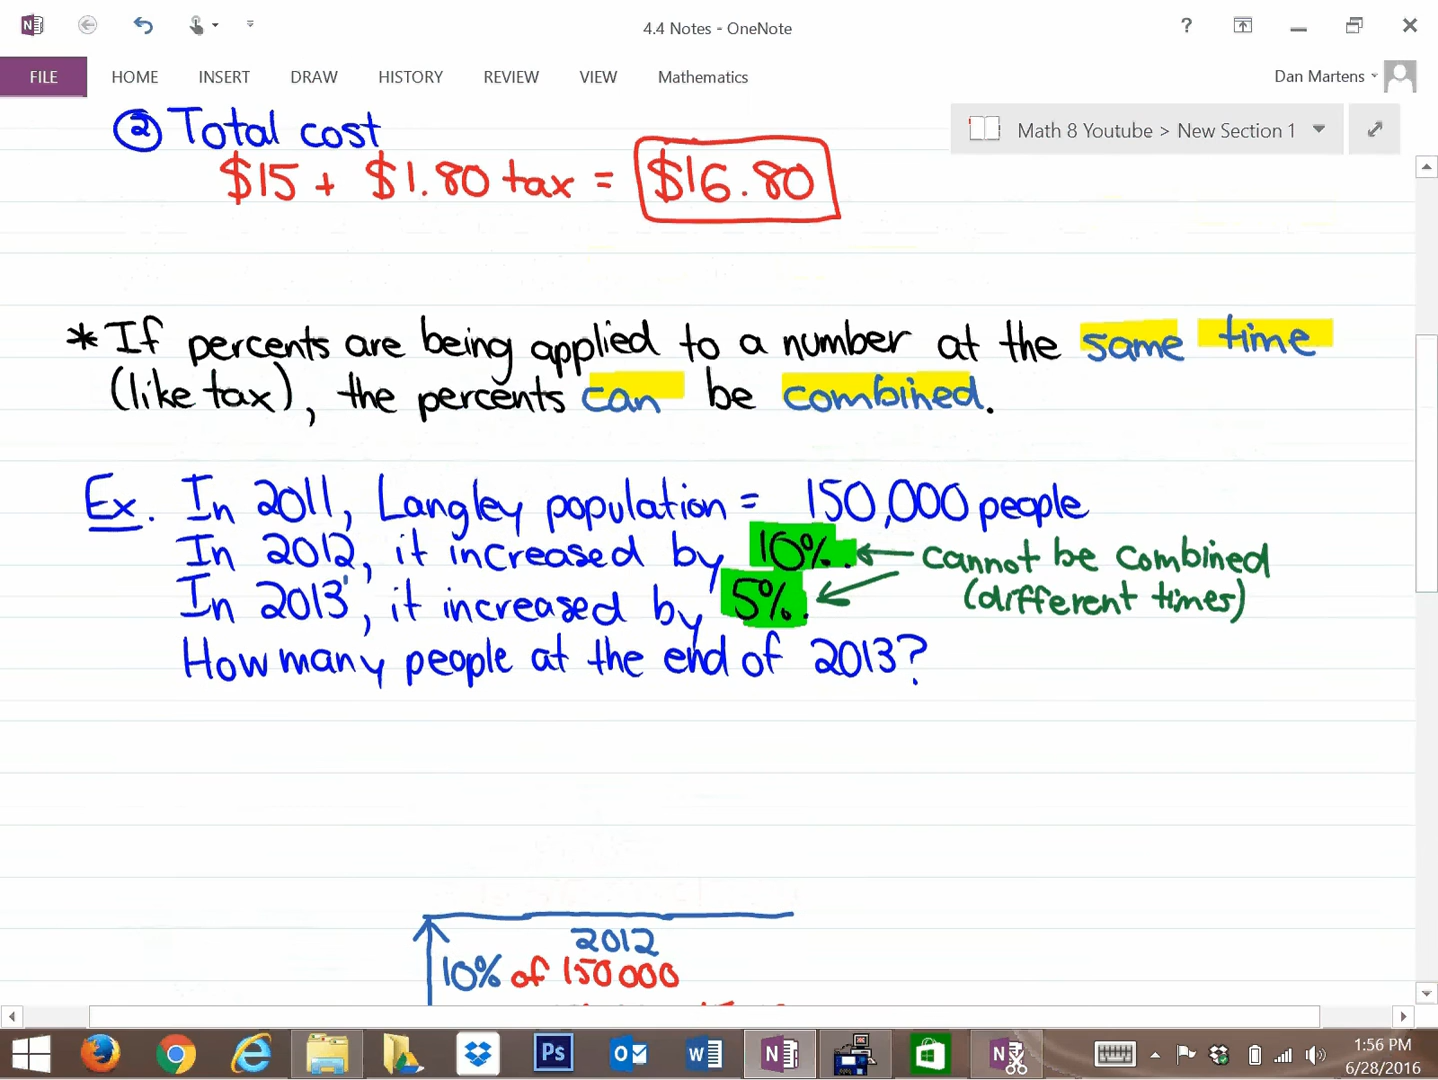 4.4 Notes - OneNote
?
FILE
HOME
INSERT
DRAW
HISTORY
REVIEW
VIEW
Mathematics
Dan Martens
Math 8 Youtube > New Section 1
② Total cost
$15 + $1.80 tax = $16.80
* If percents are being applied to a number at the same time
(like tax), the percents can be combined.
Ex. In 2011, Langley population = 150,000 people
In 2012, it increased by 10%. ← cannot be combined
In 2013, it increased by 5%. ← (different times)
How many people at the end of 2013?
2012
10% of 150 000
Ps
1:56 PM
6/28/2016